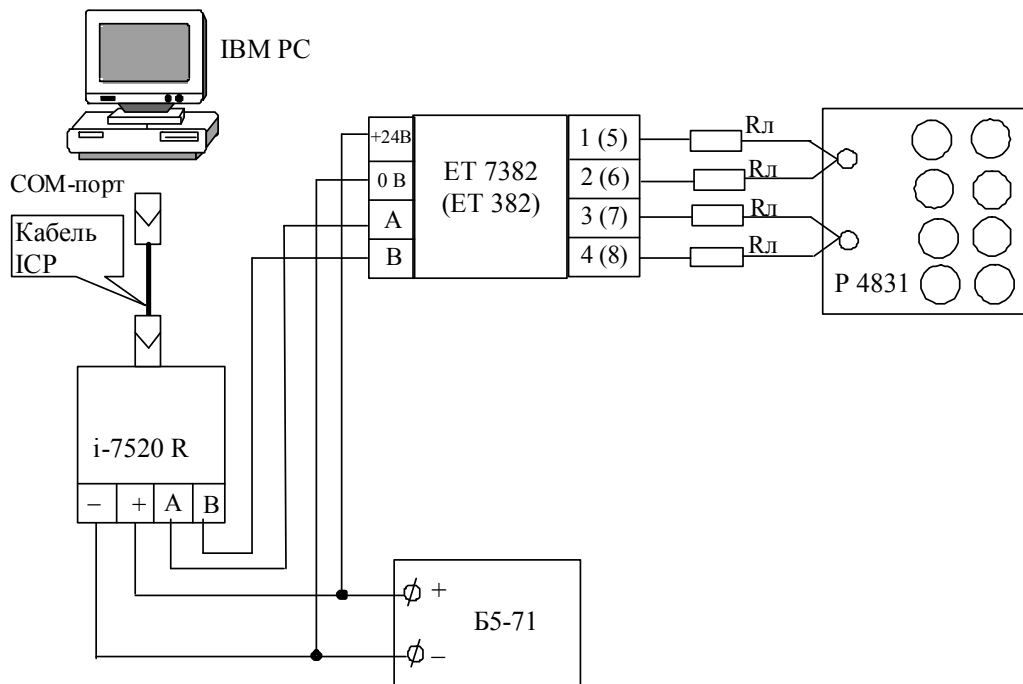 IBM PC
COM-порт
Кабель
ICP
i-7520 R
–
+
A
B
+24В
0 В
A
B
ЕТ 7382
(ЕТ 382)
1 (5)
2 (6)
3 (7)
4 (8)
Rл
Rл
Rл
Rл
Р 4831
+
–
Б5-71